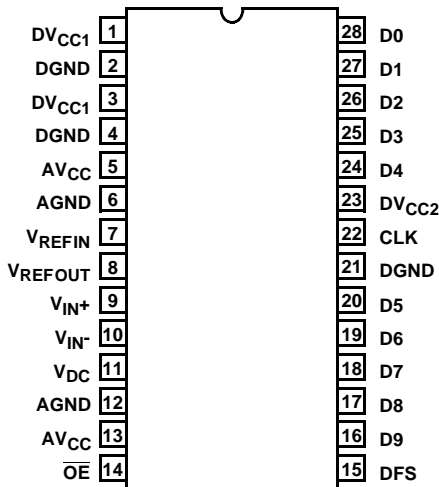 DVCC1 1 28 D0
DGND 2 27 D1
DVCC1 3 26 D2
DGND 4 25 D3
AVCC 5 24 D4
AGND 6 23 DVCC2
VREFIN 7 22 CLK
VREFOUT 8 21 DGND
VIN+ 9 20 D5
VIN- 10 19 D6
VDC 11 18 D7
AGND 12 17 D8
AVCC 13 16 D9
OE 14 15 DFS